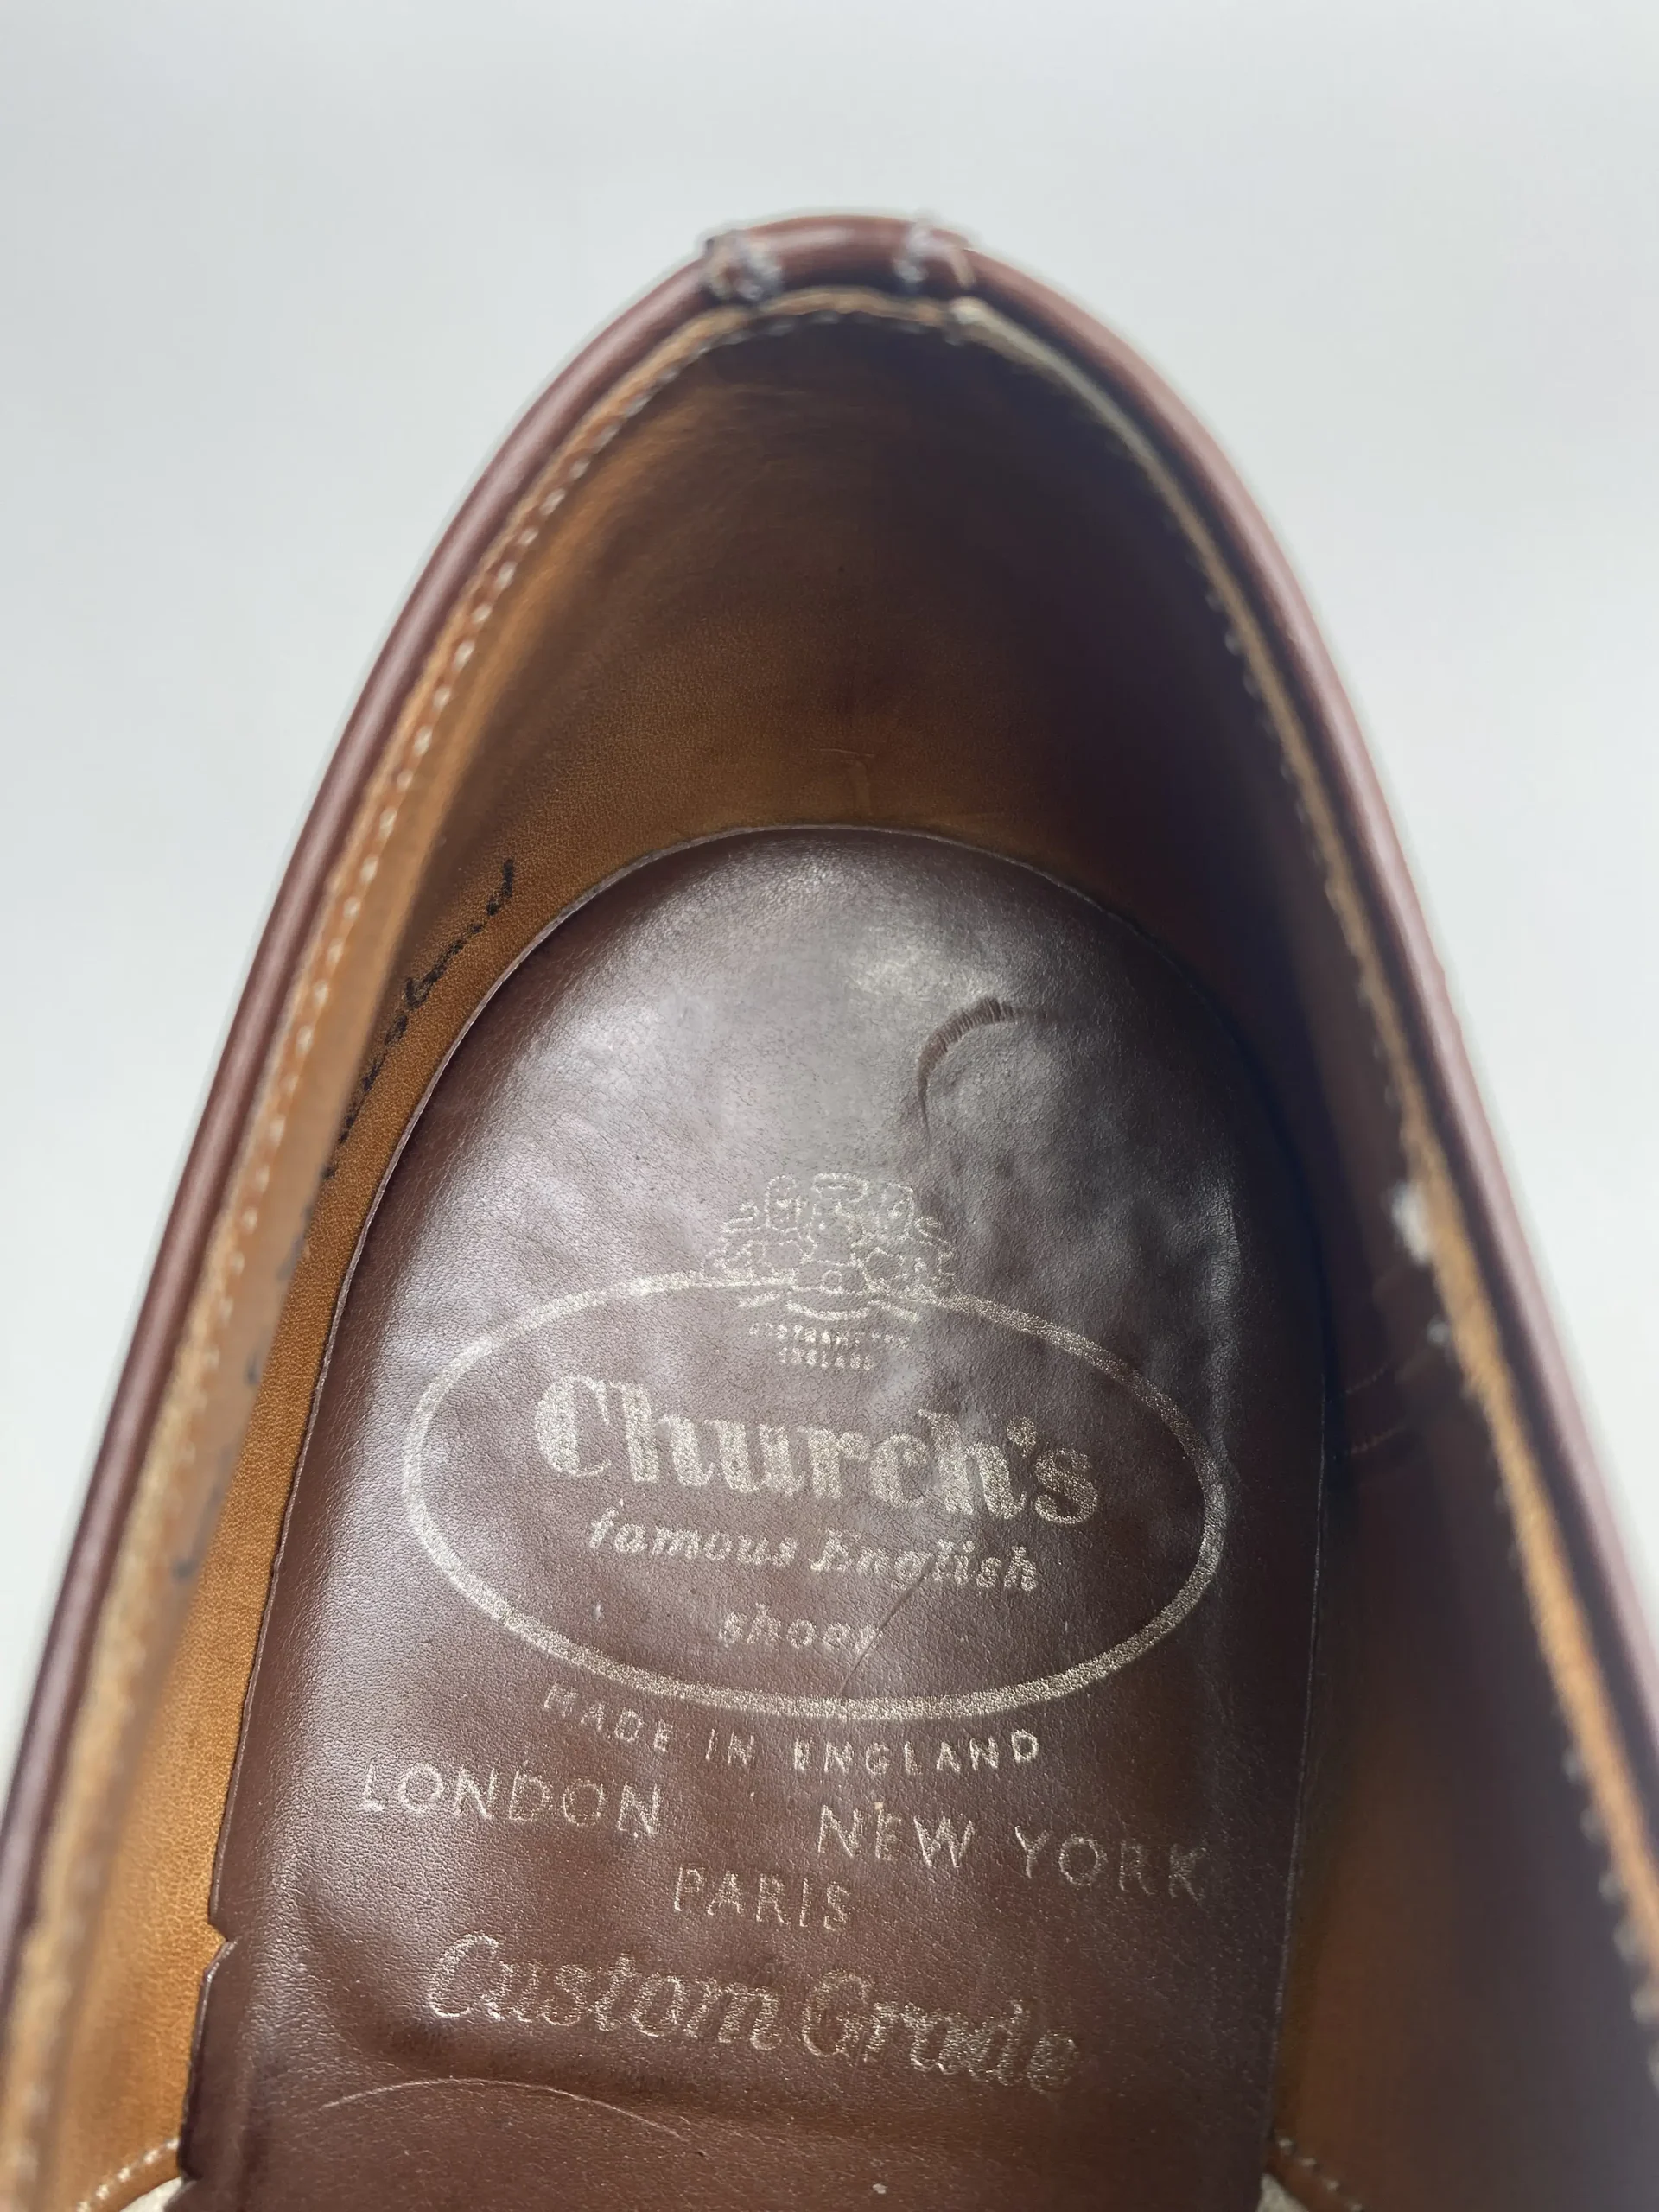 ENGLAND
Church's
famous English
shoes
MADE IN ENGLAND
LONDON NEW YORK
PARIS
Custom Grade